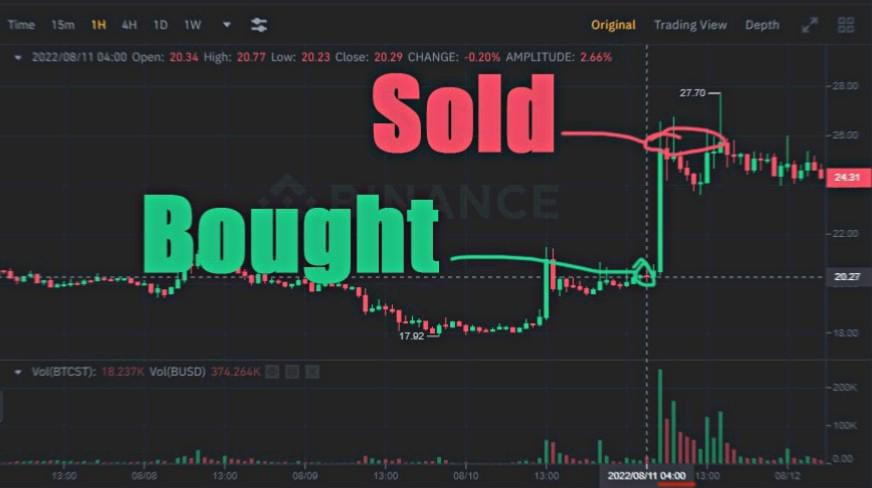 Time 15m 1H 4H 1D 1W Original Trading View Depth
2022/08/11 04:00 Open: 20.34 High: 20.77 Low: 20.23 Close: 20.29 CHANGE: -0.20% AMPLITUDE: 2.66%
28.00
27.70
Sold
26.00
24.31
BINANCE
Bought
22.00
20.27
17.92
18.00
Vol(BTCST): 18.237K Vol(BUSD) 374.264K
200K
100K
0.00
13:00 08/08 13:00 08/09 13:00 08/10 13:00 2022/08/11 04:00 13:00 08/12